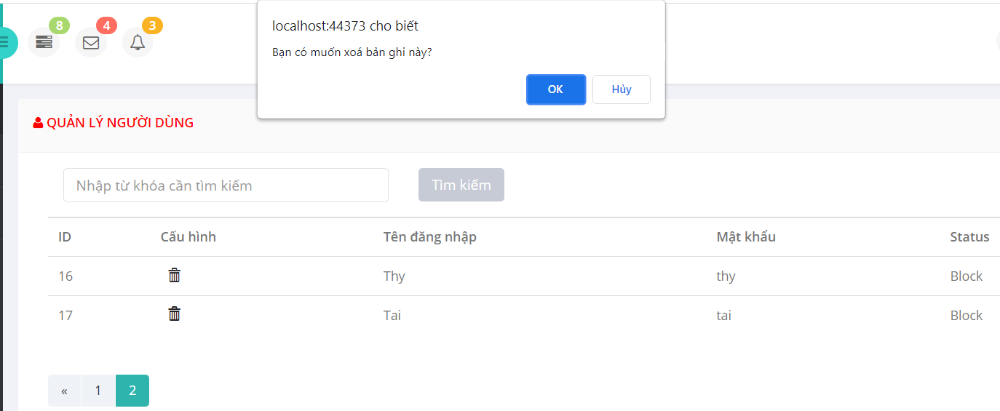 localhost:44373 cho biết
Bạn có muốn xoá bản ghi này?
OK Hủy
8 4 3
QUẢN LÝ NGƯỜI DÙNG
Nhập từ khóa cần tìm kiếm Tìm kiếm
ID Cấu hình Tên đăng nhập Mật khẩu Status
16 Thy thy Block
17 Tai tai Block
« 1 2